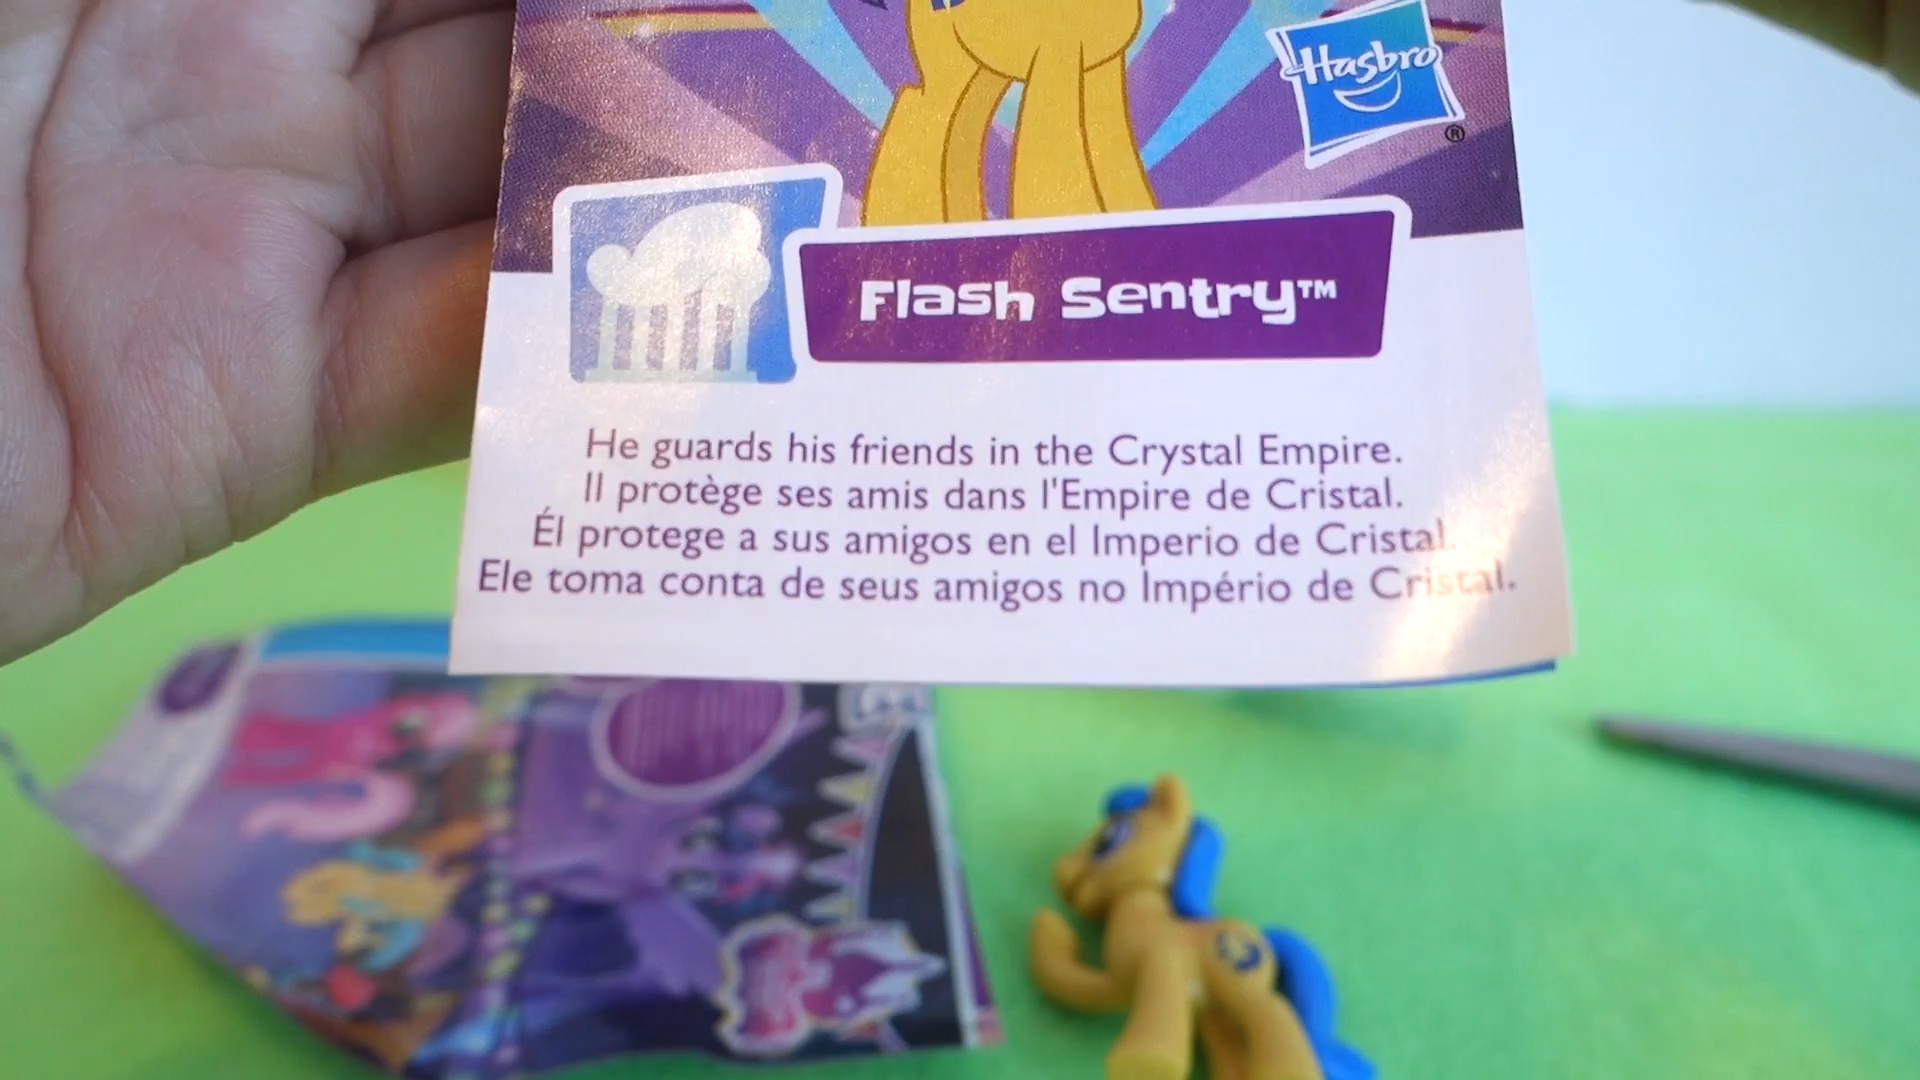 Hasbro
®
Flash Sentry™
He guards his friends in the Crystal Empire.
Il protège ses amis dans l'Empire de Cristal.
Él protege a sus amigos en el Imperio de Cristal.
Ele toma conta de seus amigos no Império de Cristal.